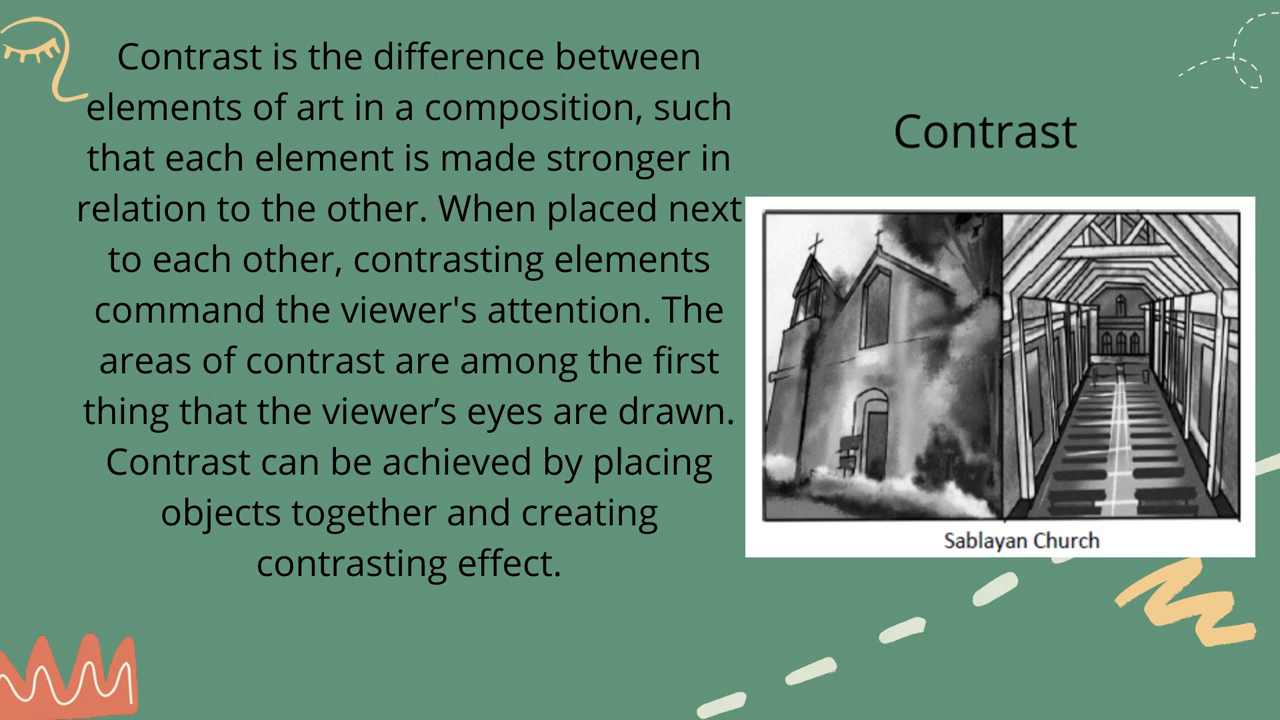 Contrast is the difference between
elements of art in a composition, such
that each element is made stronger in
relation to the other. When placed next
to each other, contrasting elements
command the viewer's attention. The
areas of contrast are among the first
thing that the viewer’s eyes are drawn.
Contrast can be achieved by placing
objects together and creating
contrasting effect.
Contrast
Sablayan Church